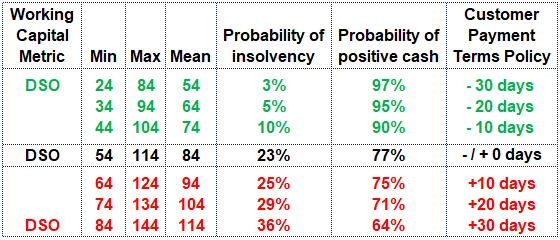 Working Capital Metric Min Max Mean Probability of insolvency Probability of positive cash Customer Payment Terms Policy
DSO 24 84 54 3% 97% - 30 days
34 94 64 5% 95% - 20 days
44 104 74 10% 90% - 10 days
DSO 54 114 84 23% 77% - / + 0 days
64 124 94 25% 75% +10 days
74 134 104 29% 71% +20 days
DSO 84 144 114 36% 64% +30 days